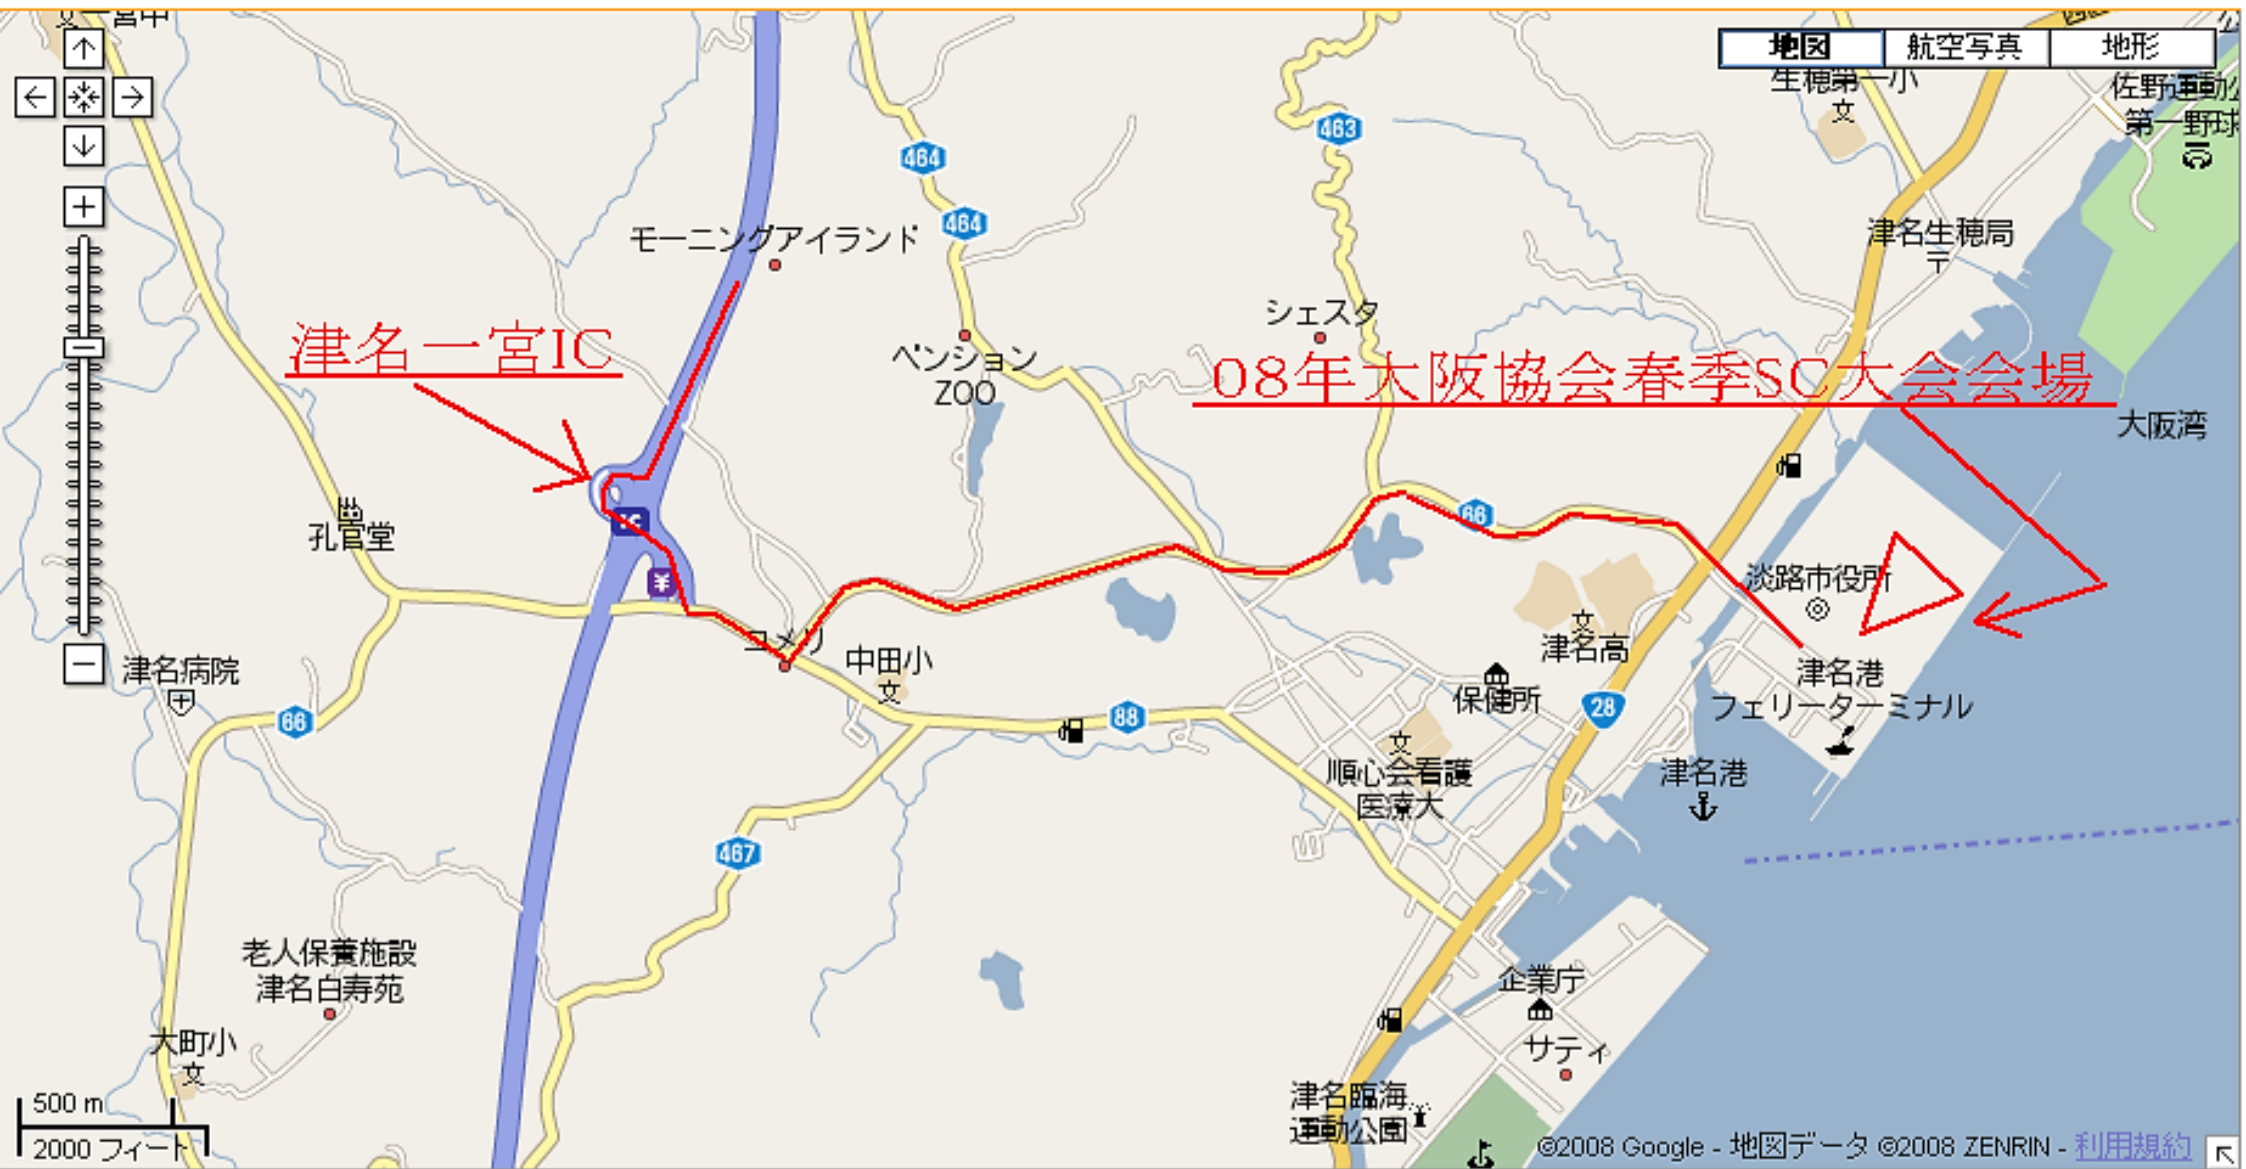 一宮中
地図
航空写真
地形
生穂第一小
文
佐野運動公
第一野球
463
464
464
モーニングアイランド
津名生穂局
〒
シェスタ
津名一宮IC
ペンション
ZOO
08年大阪協会春季SC大会会場
大阪湾
孔官堂
66
IC
¥
淡路市役所
コメリ
中田小
文
文
津名高
津名病院
保健所
津名港
フェリーターミナル
66
88
28
文
順心会看護
医療大
津名港
467
老人保養施設
津名白寿苑
企業庁
大町小
文
サティ
津名臨海
運動公園
500 m
2000 フィート
©2008 Google - 地図データ ©2008 ZENRIN - 利用規約